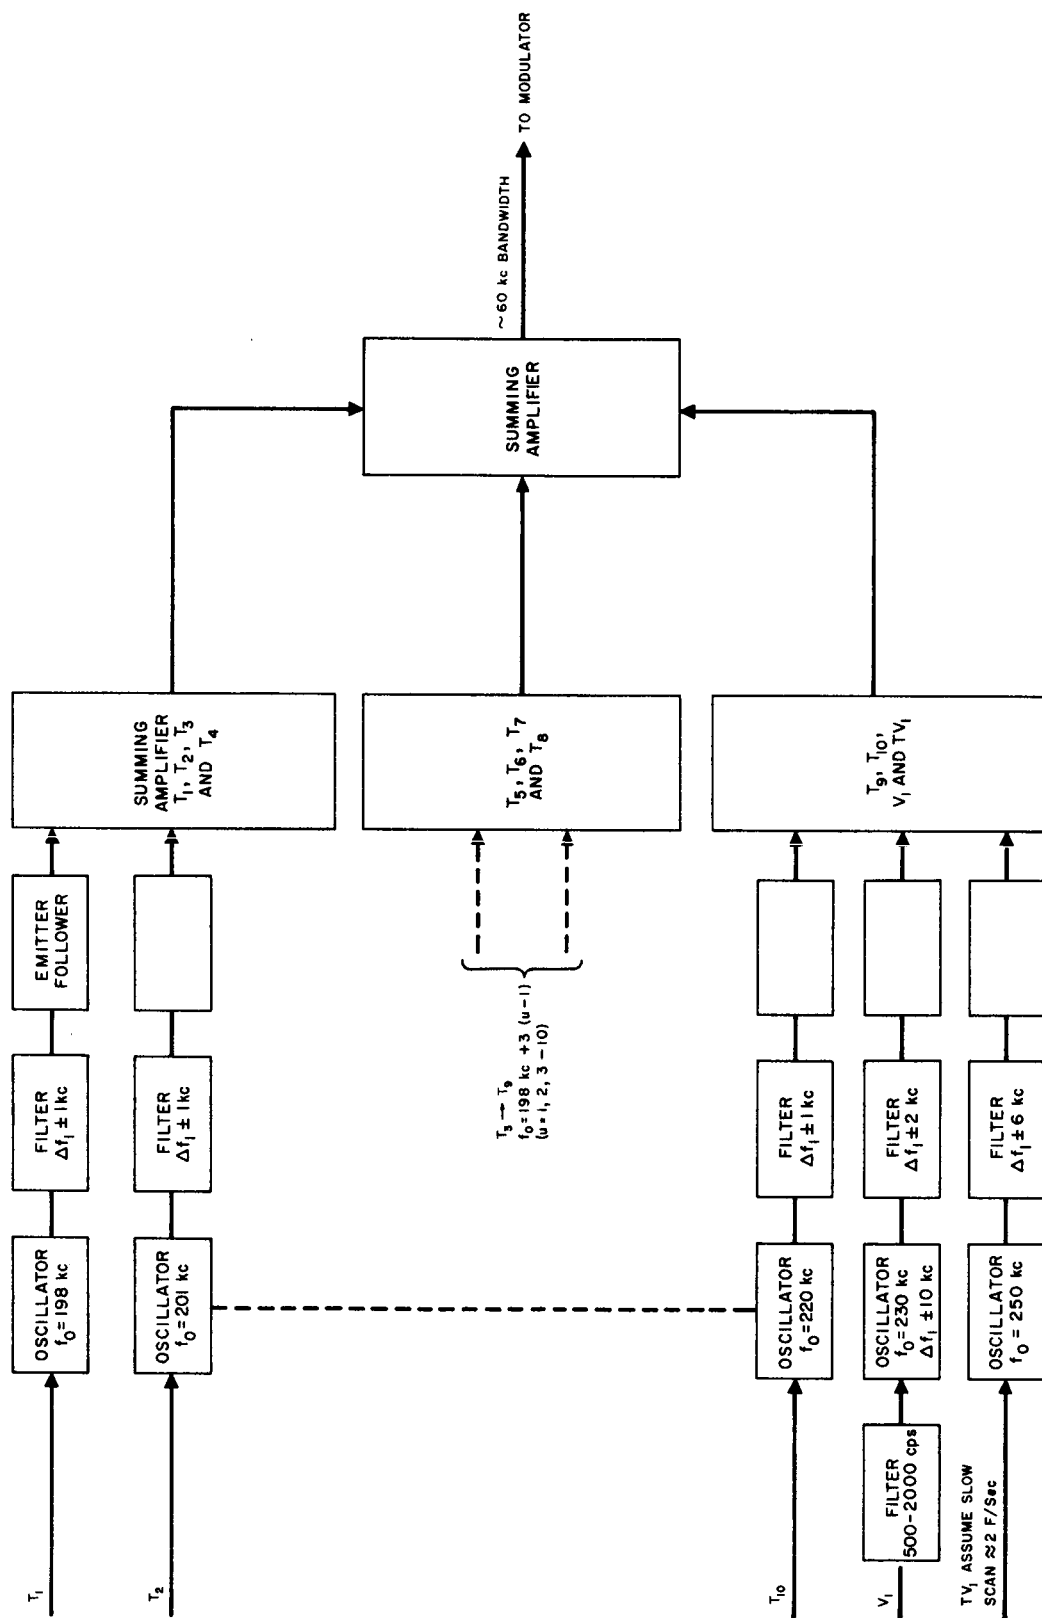 T1
OSCILLATOR
f0 = 198 kc
FILTER
Δf1 ± 1kc
EMITTER
FOLLOWER
SUMMING
AMPLIFIER
T1, T2, T3
AND T4
T2
OSCILLATOR
f0 = 201 kc
FILTER
Δf1 ± 1kc
T3 → T9
f0 = 198 kc + 3 (u-1)
(u = 1, 2, 3 - 10)
T5, T6, T7
AND T8
SUMMING
AMPLIFIER
~ 60 kc BANDWIDTH
TO MODULATOR
T10
OSCILLATOR
f0 = 220 kc
FILTER
Δf1 ± 1 kc
T9, T10,
V1 AND TV1
V1
FILTER
500-2000 cps
OSCILLATOR
f0 = 230 kc
Δf1 ± 10 kc
FILTER
Δf1 ± 2 kc
TV1 ASSUME SLOW
SCAN ≈ 2 F/Sec
OSCILLATOR
f0 = 250 kc
FILTER
Δf1 ± 6 kc